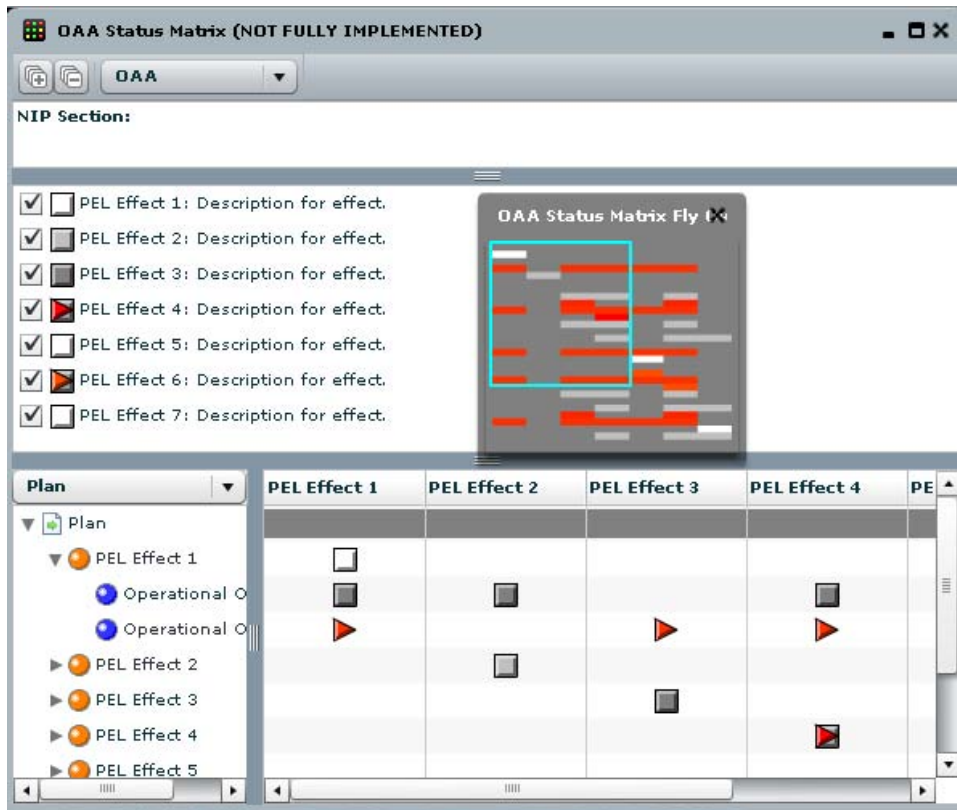 OAA Status Matrix (NOT FULLY IMPLEMENTED)
OAA
NIP Section:
PEL Effect 1: Description for effect.
PEL Effect 2: Description for effect.
PEL Effect 3: Description for effect.
PEL Effect 4: Description for effect.
PEL Effect 5: Description for effect.
PEL Effect 6: Description for effect.
PEL Effect 7: Description for effect.
OAA Status Matrix Fly
Plan
PEL Effect 1
PEL Effect 2
PEL Effect 3
PEL Effect 4
PE
Plan
PEL Effect 1
Operational O
Operational O
PEL Effect 2
PEL Effect 3
PEL Effect 4
PEL Effect 5